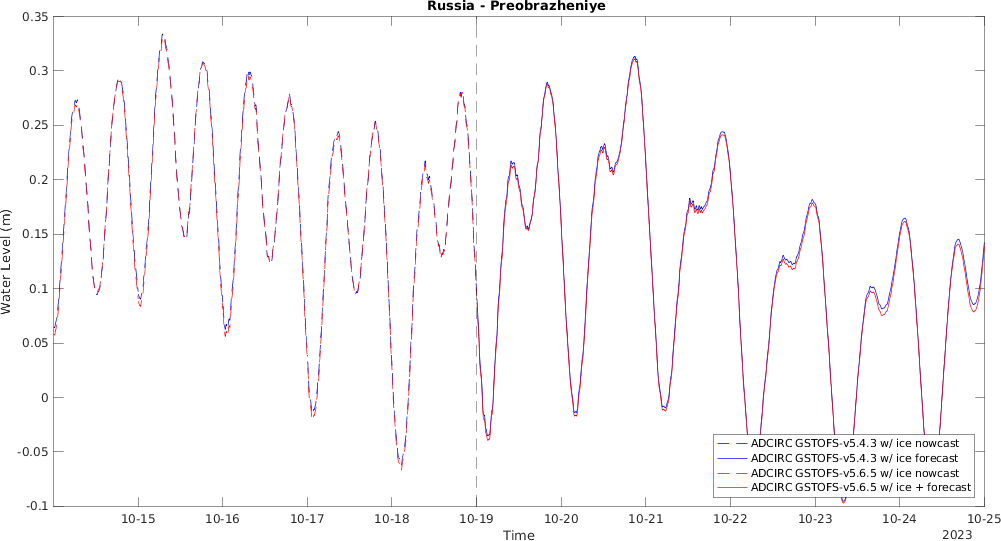 Russia - Preobrazheniye
0.35
0.3
0.25
0.2
0.15
0.1
0.05
0
-0.05
-0.1
Water Level (m)
ADCIRC GSTOFS-v5.4.3 w/ ice nowcast
ADCIRC GSTOFS-v5.4.3 w/ ice forecast
ADCIRC GSTOFS-v5.6.5 w/ ice nowcast
ADCIRC GSTOFS-v5.6.5 w/ ice + forecast
10-15 10-16 10-17 10-18 10-19 10-20 10-21 10-22 10-23 10-24 10-25
Time
2023